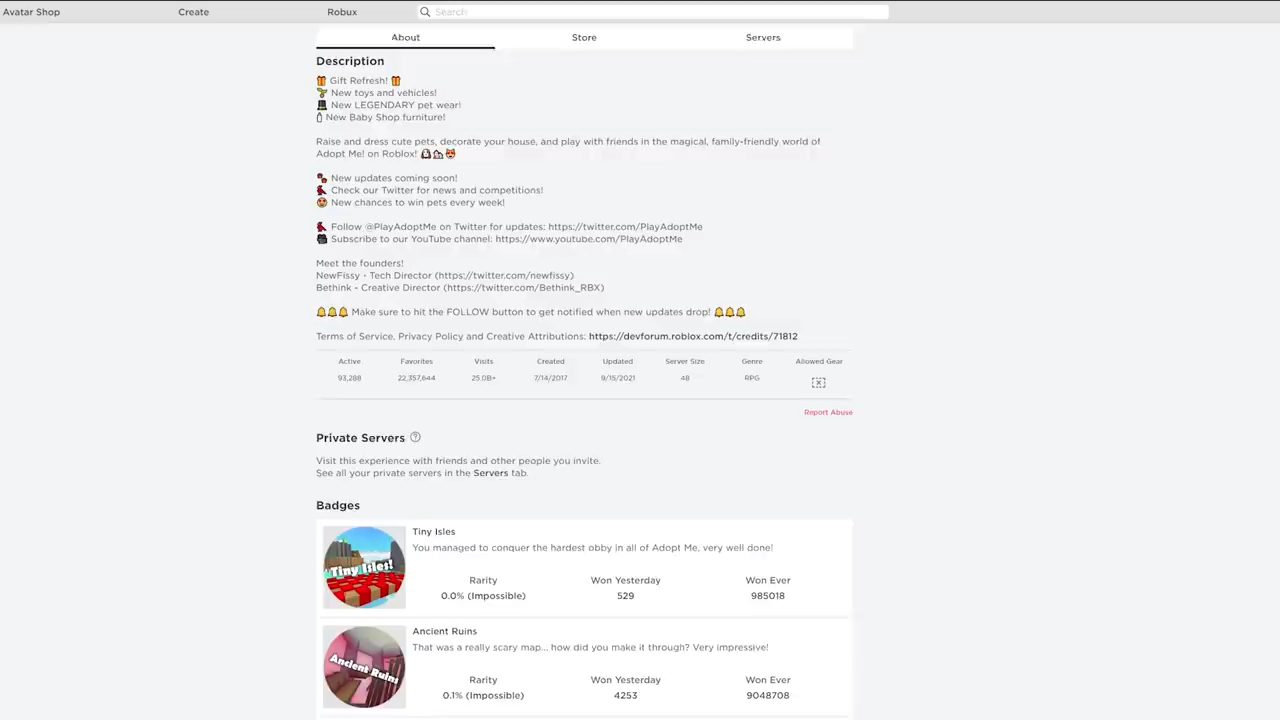 Avatar Shop Create Robux Search
About Store Servers
Description
🎁 Gift Refresh! 🎁
New toys and vehicles!
🎩 New LEGENDARY pet wear!
🍼 New Baby Shop furniture!
Raise and dress cute pets, decorate your house, and play with friends in the magical, family-friendly world of
Adopt Me! on Roblox! 🐶🏠😻
New updates coming soon!
Check our Twitter for news and competitions!
New chances to win pets every week!
Follow @PlayAdoptMe on Twitter for updates: https://twitter.com/PlayAdoptMe
Subscribe to our YouTube channel: https://www.youtube.com/PlayAdoptMe
Meet the founders!
NewFissy - Tech Director (https://twitter.com/newfissy)
Bethink - Creative Director (https://twitter.com/Bethink_RBX)
🔔🔔🔔 Make sure to hit the FOLLOW button to get notified when new updates drop! 🔔🔔🔔
Terms of Service, Privacy Policy and Creative Attributions: https://devforum.roblox.com/t/credits/71812
Active Favorites Visits Created Updated Server Size Genre Allowed Gear
93,288 22,357,644 25.0B+ 7/14/2017 9/15/2021 48 RPG
Report Abuse
Private Servers
Visit this experience with friends and other people you invite.
See all your private servers in the Servers tab.
Badges
Tiny Isles
You managed to conquer the hardest obby in all of Adopt Me, very well done!
Tiny Isles!
Rarity Won Yesterday Won Ever
0.0% (Impossible) 529 985018
Ancient Ruins
That was a really scary map... how did you make it through? Very impressive!
Ancient Ruins
Rarity Won Yesterday Won Ever
0.1% (Impossible) 4253 9048708